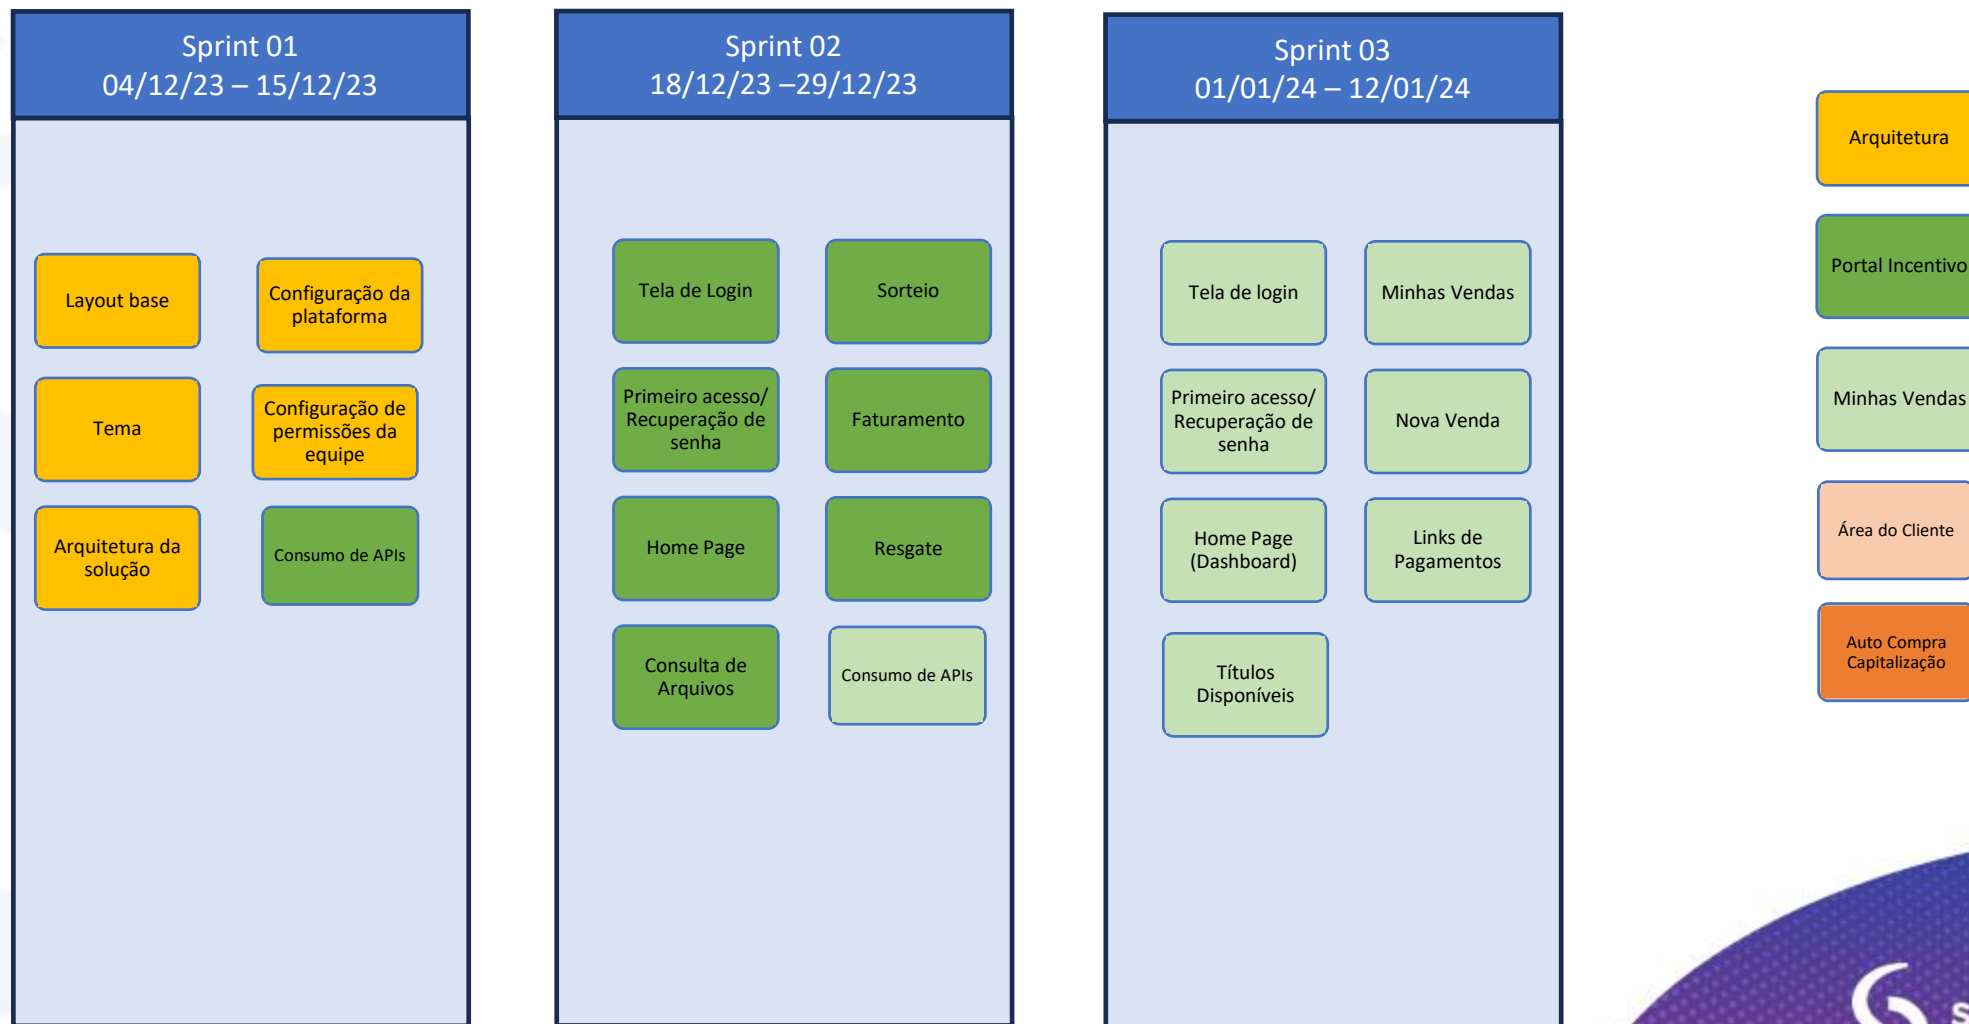 Sprint 01
04/12/23 – 15/12/23
Layout base
Configuração da
plataforma
Tema
Configuração de
permissões da
equipe
Arquitetura da
solução
Consumo de APIs
Sprint 02
18/12/23 –29/12/23
Tela de Login
Sorteio
Primeiro acesso/
Recuperação de
senha
Faturamento
Home Page
Resgate
Consulta de
Arquivos
Consumo de APIs
Sprint 03
01/01/24 – 12/01/24
Tela de login
Minhas Vendas
Primeiro acesso/
Recuperação de
senha
Nova Venda
Home Page
(Dashboard)
Links de
Pagamentos
Títulos
Disponíveis
Arquitetura
Portal Incentivo
Minhas Vendas
Área do Cliente
Auto Compra
Capitalização